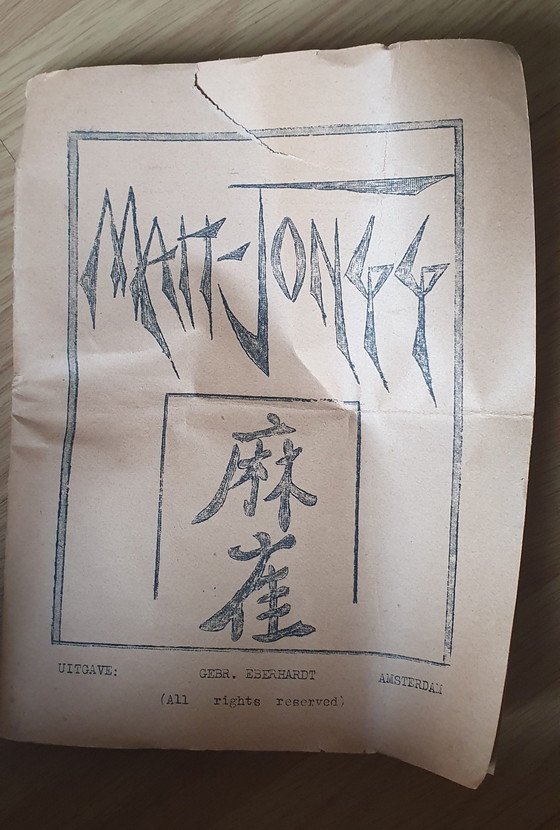 MAH-JONGG
麻
雀
UITGAVE: GEBR. EBERHARDT AMSTERDAM
(All rights reserved)